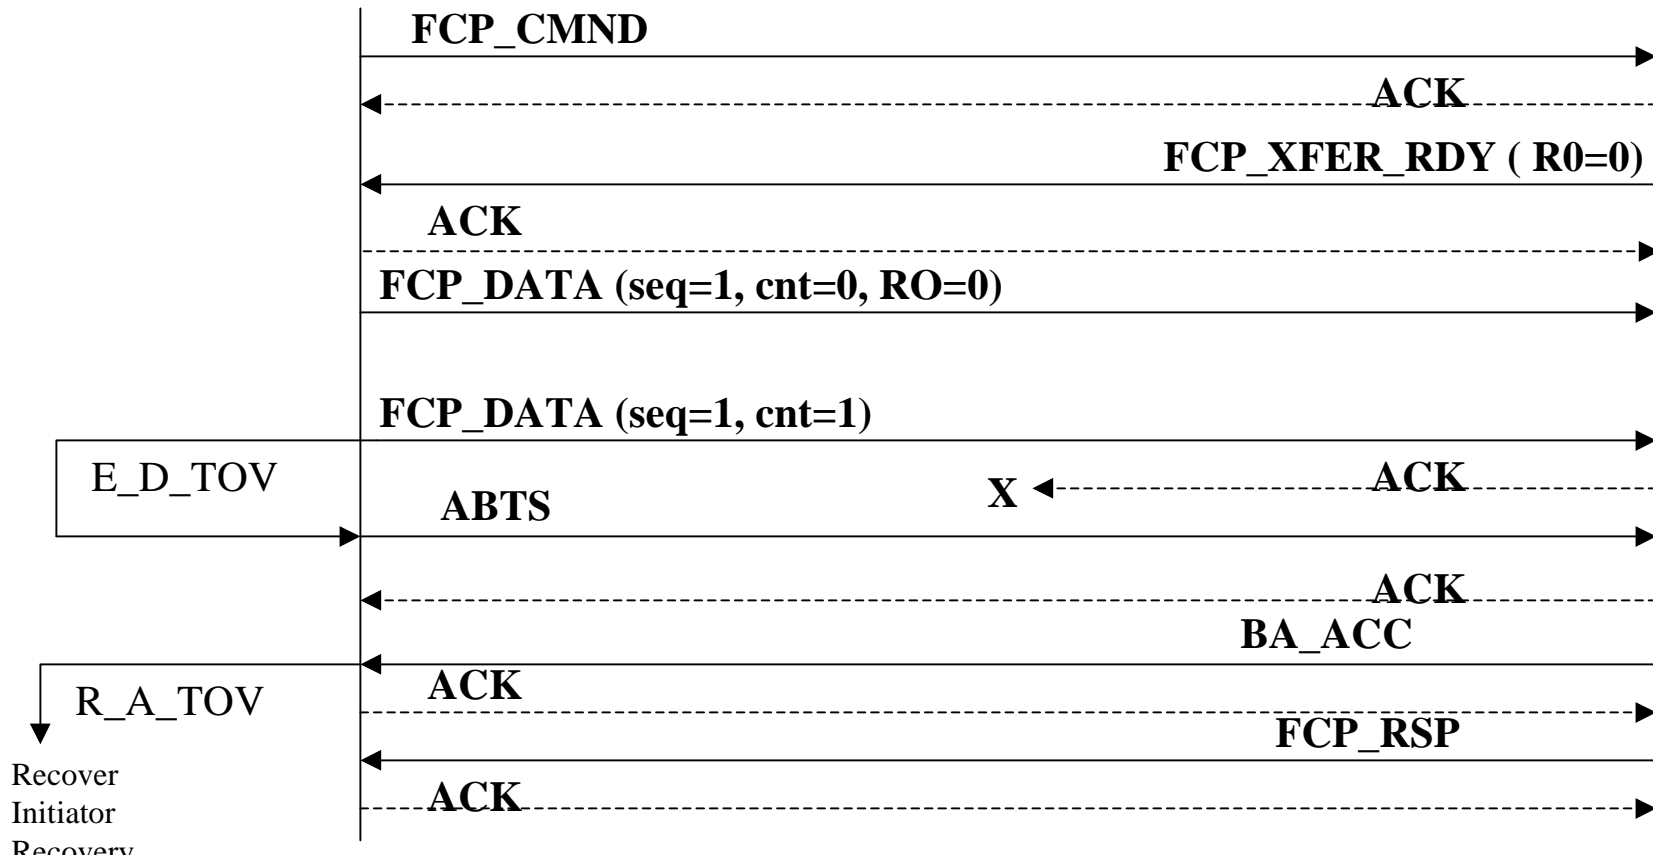 FCP_CMND
ACK
FCP_XFER_RDY ( R0=0)
ACK
FCP_DATA (seq=1, cnt=0, RO=0)
FCP_DATA (seq=1, cnt=1)
E_D_TOV
X
ACK
ABTS
ACK
BA_ACC
R_A_TOV
ACK
FCP_RSP
Recover
Initiator
Recovery
ACK